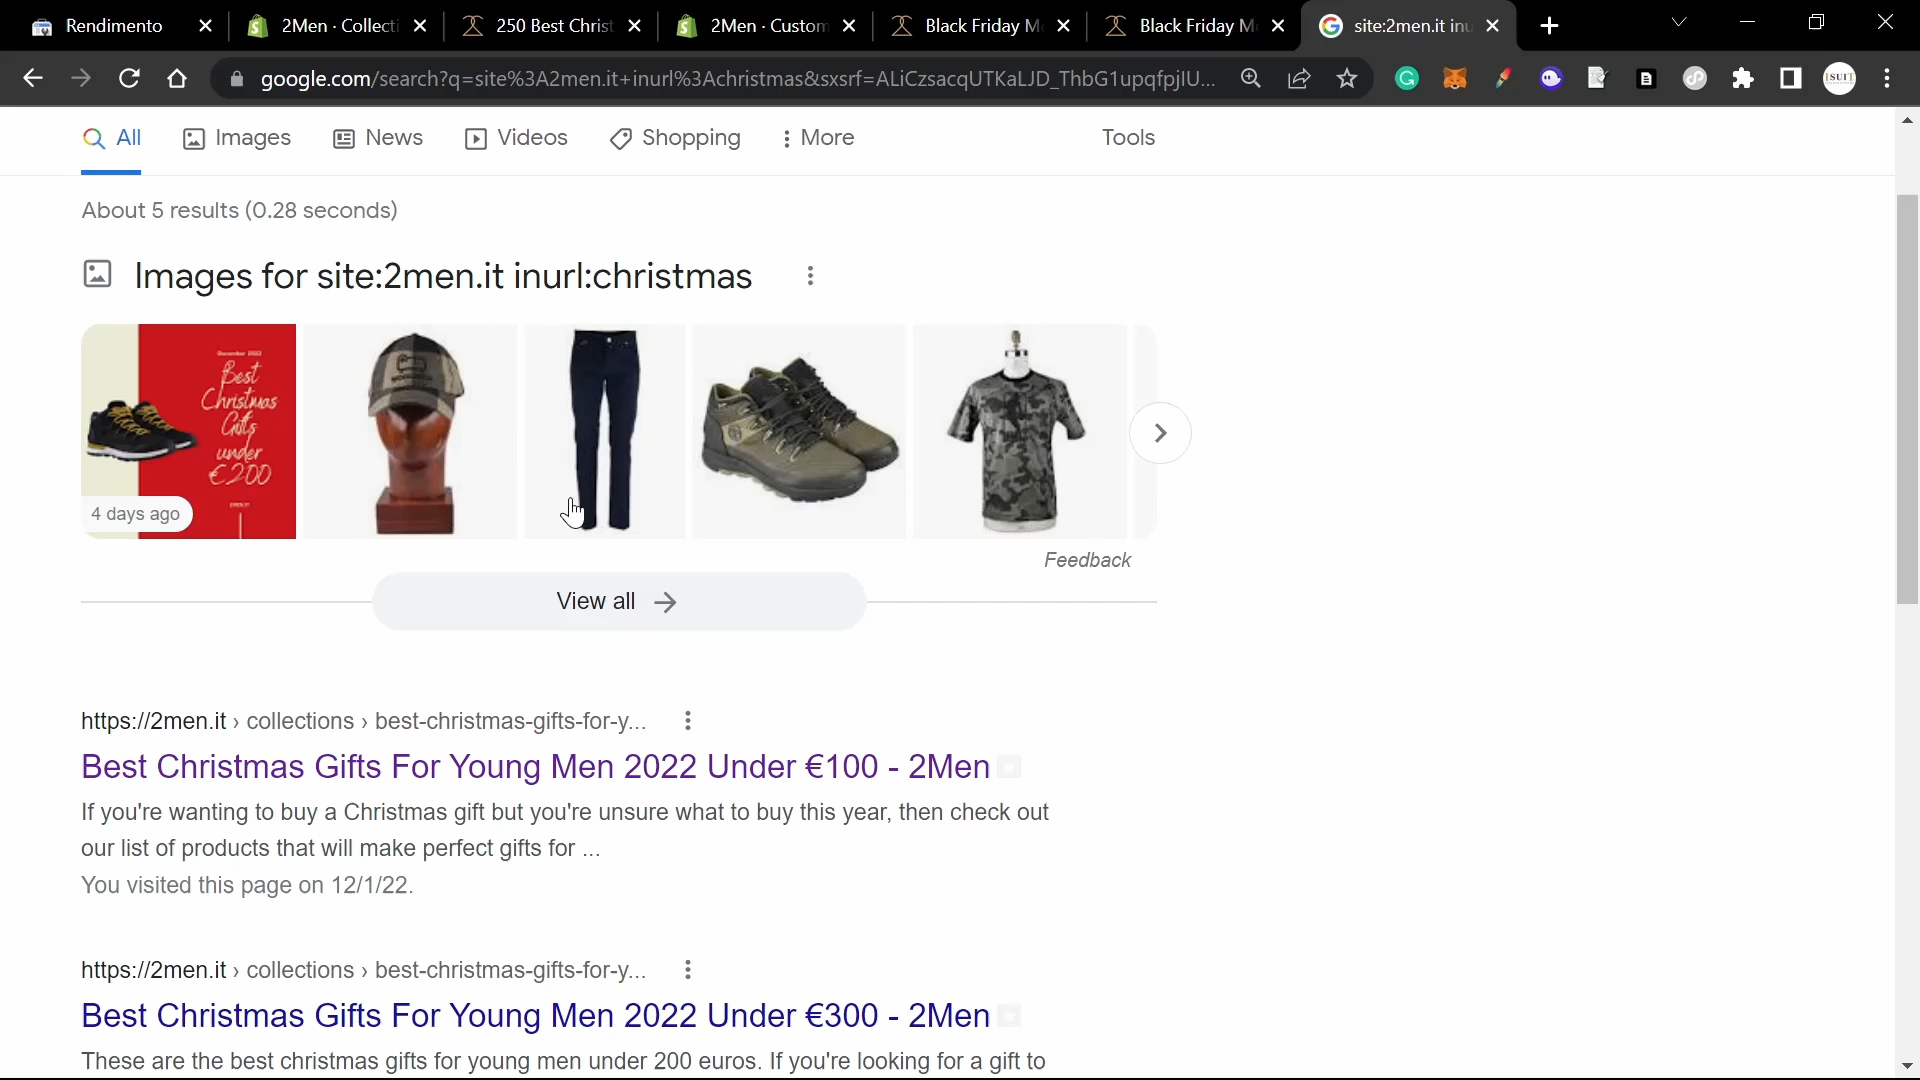 Rendimento
2Men · Collecti
250 Best Christ
2Men · Custom
Black Friday M
Black Friday M
site:2men.it inu
google.com/search?q=site%3A2men.it+inurl%3Achristmas&sxsrf=ALiCzsacqUTKaLJD_ThbG1upqfpjIU...
All
Images
News
Videos
Shopping
More
Tools
About 5 results (0.28 seconds)
Images for site:2men.it inurl:christmas
December 2022
Best
Christmas
Gifts
under
€200
4 days ago
Feedback
View all
https://2men.it › collections › best-christmas-gifts-for-y...
Best Christmas Gifts For Young Men 2022 Under €100 - 2Men
If you're wanting to buy a Christmas gift but you're unsure what to buy this year, then check out
our list of products that will make perfect gifts for ...
You visited this page on 12/1/22.
https://2men.it › collections › best-christmas-gifts-for-y...
Best Christmas Gifts For Young Men 2022 Under €300 - 2Men
These are the best christmas gifts for young men under 200 euros. If you're looking for a gift to